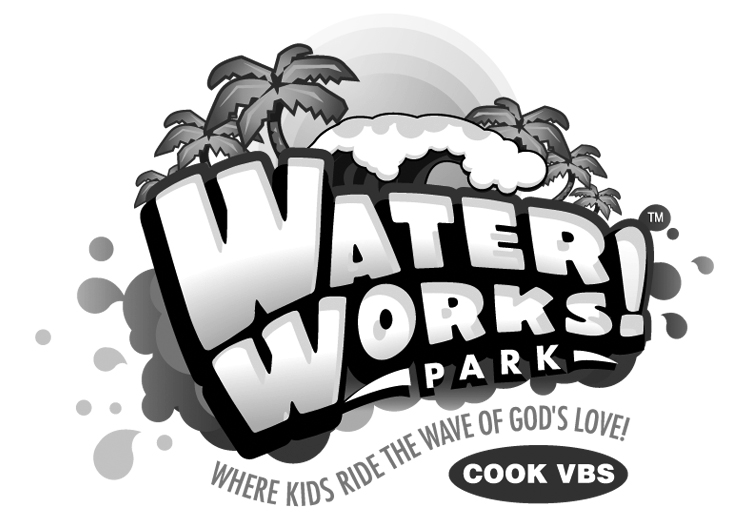 WATER
WORKS!
PARK
TM
WHERE KIDS RIDE THE WAVE OF GOD'S LOVE!
COOK VBS